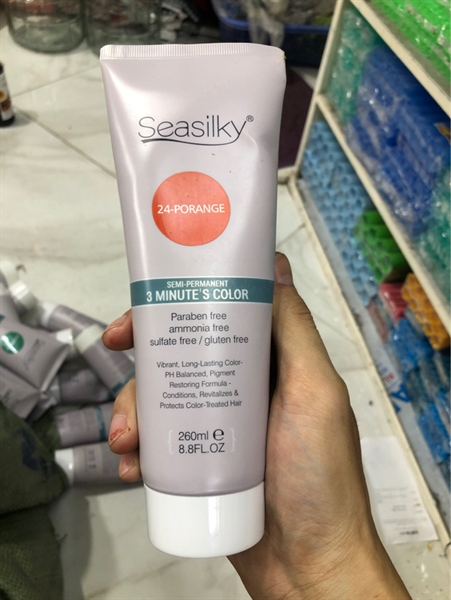 Seasilky®
24-PORANGE
SEMI-PERMANENT
3 MINUTE'S COLOR
Paraben free
ammonia free
sulfate free / gluten free
Vibrant, Long-Lasting Color-
PH Balanced, Pigment
Restoring Formula -
Conditions, Revitalizes &
Protects Color-Treated Hair
260ml ℮
8.8FL.OZ